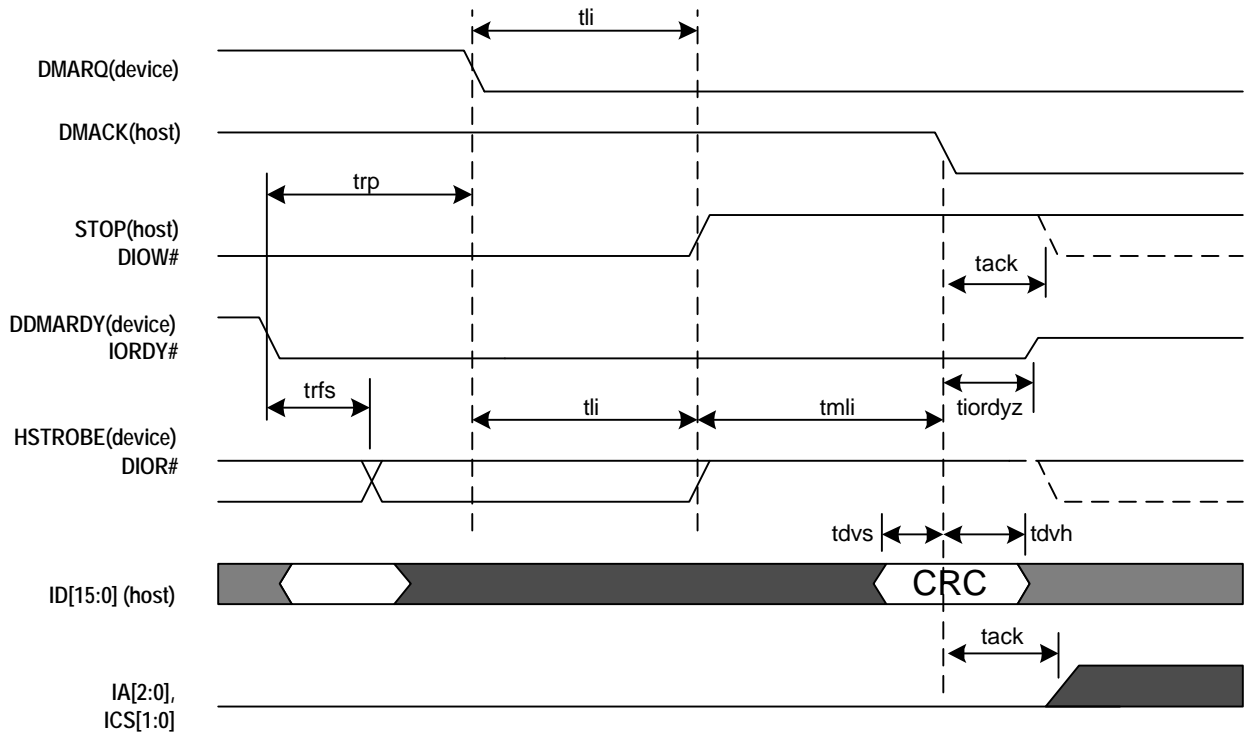 tli
DMARQ(device)
DMACK(host)
trp
STOP(host)
DIOW#
tack
DDMARDY(device)
IORDY#
trfs
tli
tmli
tiordyz
HSTROBE(device)
DIOR#
tdvs
tdvh
ID[15:0] (host)
CRC
tack
IA[2:0],
ICS[1:0]